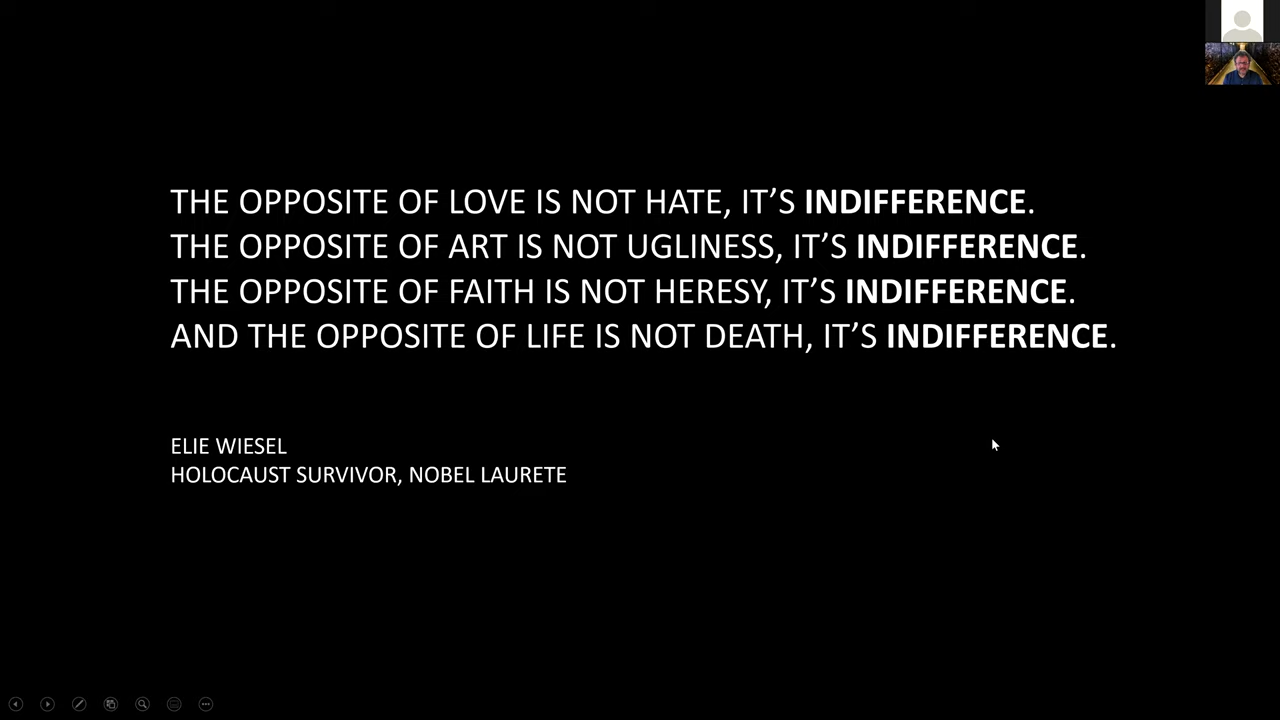 THE OPPOSITE OF LOVE IS NOT HATE, IT’S INDIFFERENCE.
THE OPPOSITE OF ART IS NOT UGLINESS, IT’S INDIFFERENCE.
THE OPPOSITE OF FAITH IS NOT HERESY, IT’S INDIFFERENCE.
AND THE OPPOSITE OF LIFE IS NOT DEATH, IT’S INDIFFERENCE.
ELIE WIESEL
HOLOCAUST SURVIVOR, NOBEL LAURETE